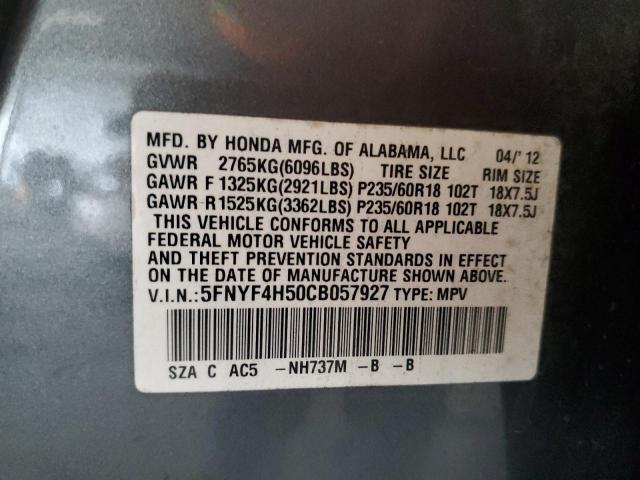 MFD. BY HONDA MFG. OF ALABAMA, LLC 04/' 12
GVWR 2765KG(6096LBS) TIRE SIZE RIM SIZE
GAWR F 1325KG(2921LBS) P235/60R18 102T 18X7.5J
GAWR R1525KG(3362LBS) P235/60R18 102T 18X7.5J
THIS VEHICLE CONFORMS TO ALL APPLICABLE
FEDERAL MOTOR VEHICLE SAFETY
AND THEFT PREVENTION STANDARDS IN EFFECT
ON THE DATE OF MANUFACTURE SHOWN ABOVE.
V.I.N.:5FNYF4H50CB057927 TYPE: MPV
SZA C AC5 -NH737M -B -B